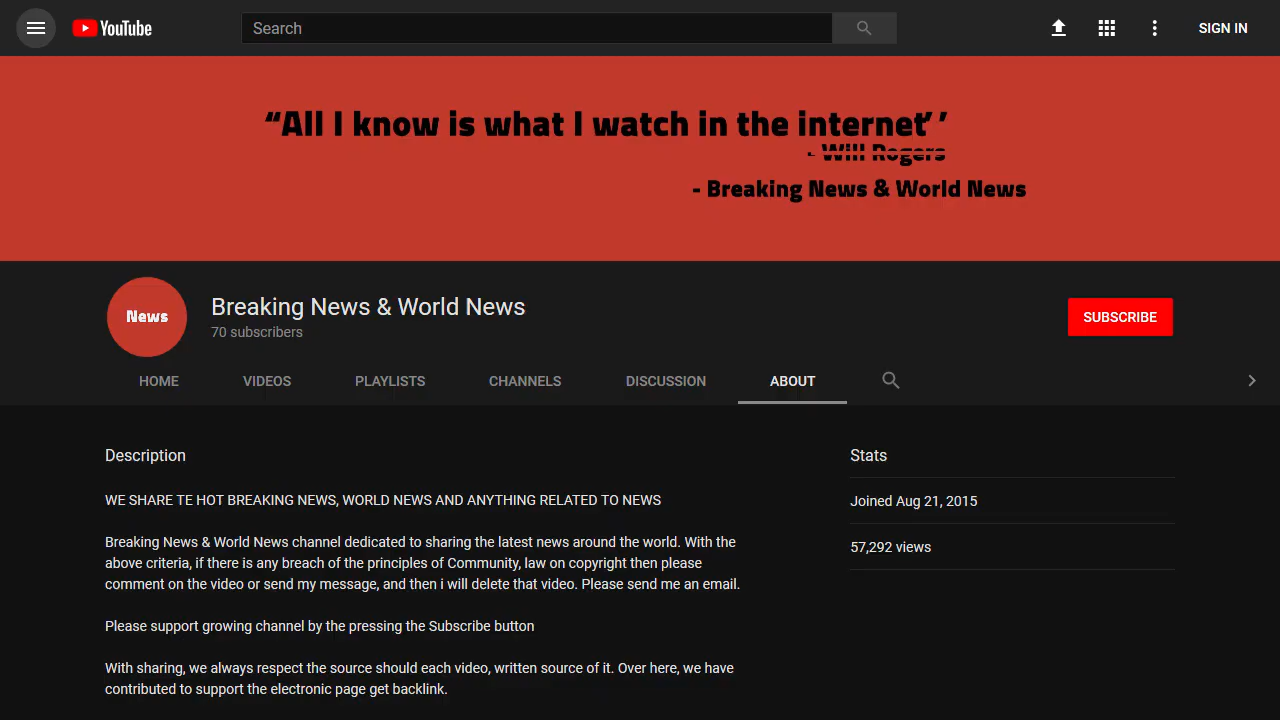 YouTube
Search
SIGN IN
“All I know is what I watch in the internet’’
- Will Rogers
- Breaking News & World News
News
Breaking News & World News
70 subscribers
SUBSCRIBE
HOME VIDEOS PLAYLISTS CHANNELS DISCUSSION ABOUT
Description
WE SHARE TE HOT BREAKING NEWS, WORLD NEWS AND ANYTHING RELATED TO NEWS
Breaking News & World News channel dedicated to sharing the latest news around the world. With the
above criteria, if there is any breach of the principles of Community, law on copyright then please
comment on the video or send my message, and then i will delete that video. Please send me an email.
Please support growing channel by the pressing the Subscribe button
With sharing, we always respect the source should each video, written source of it. Over here, we have
contributed to support the electronic page get backlink.
Stats
Joined Aug 21, 2015
57,292 views